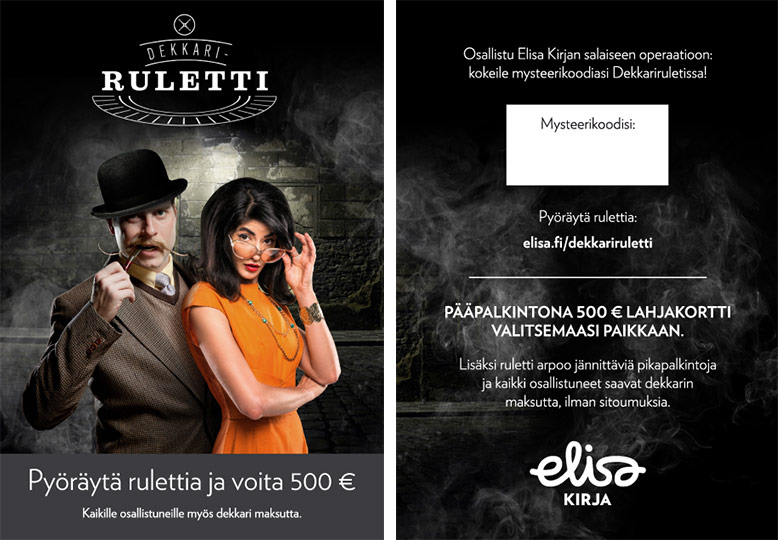 DEKKARI-
RULETTI
Pyöräytä rulettia ja voita 500 €
Kaikille osallistuneille myös dekkari maksutta.
Osallistu Elisa Kirjan salaiseen operaatioon:
kokeile mysteerikoodiasi Dekkariruletissa!
Mysteerikoodisi:
Pyöräytä rulettia:
elisa.fi/dekkariruletti
PÄÄPALKINTONA 500 € LAHJAKORTTI
VALITSEMAASI PAIKKAAN.
Lisäksi ruletti arpoo jännittäviä pikapalkintoja
ja kaikki osallistuneet saavat dekkarin
maksutta, ilman sitoumuksia.
elisa
KIRJA